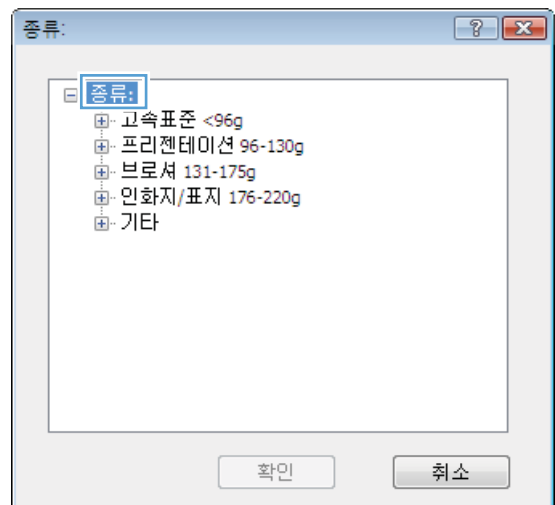 종류:
종류:
고속표준 <96g
프리젠테이션 96-130g
브로셔 131-175g
인화지/표지 176-220g
기타
확인 취소